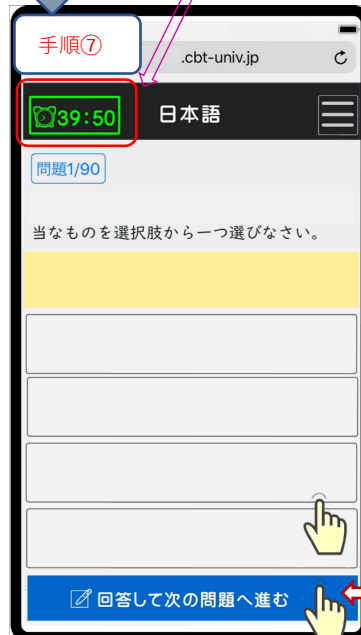 手順⑦
.cbt-univ.jp
39:50
日本語
問題1/90
当なものを選択肢から一つ選びなさい。
回答して次の問題へ進む